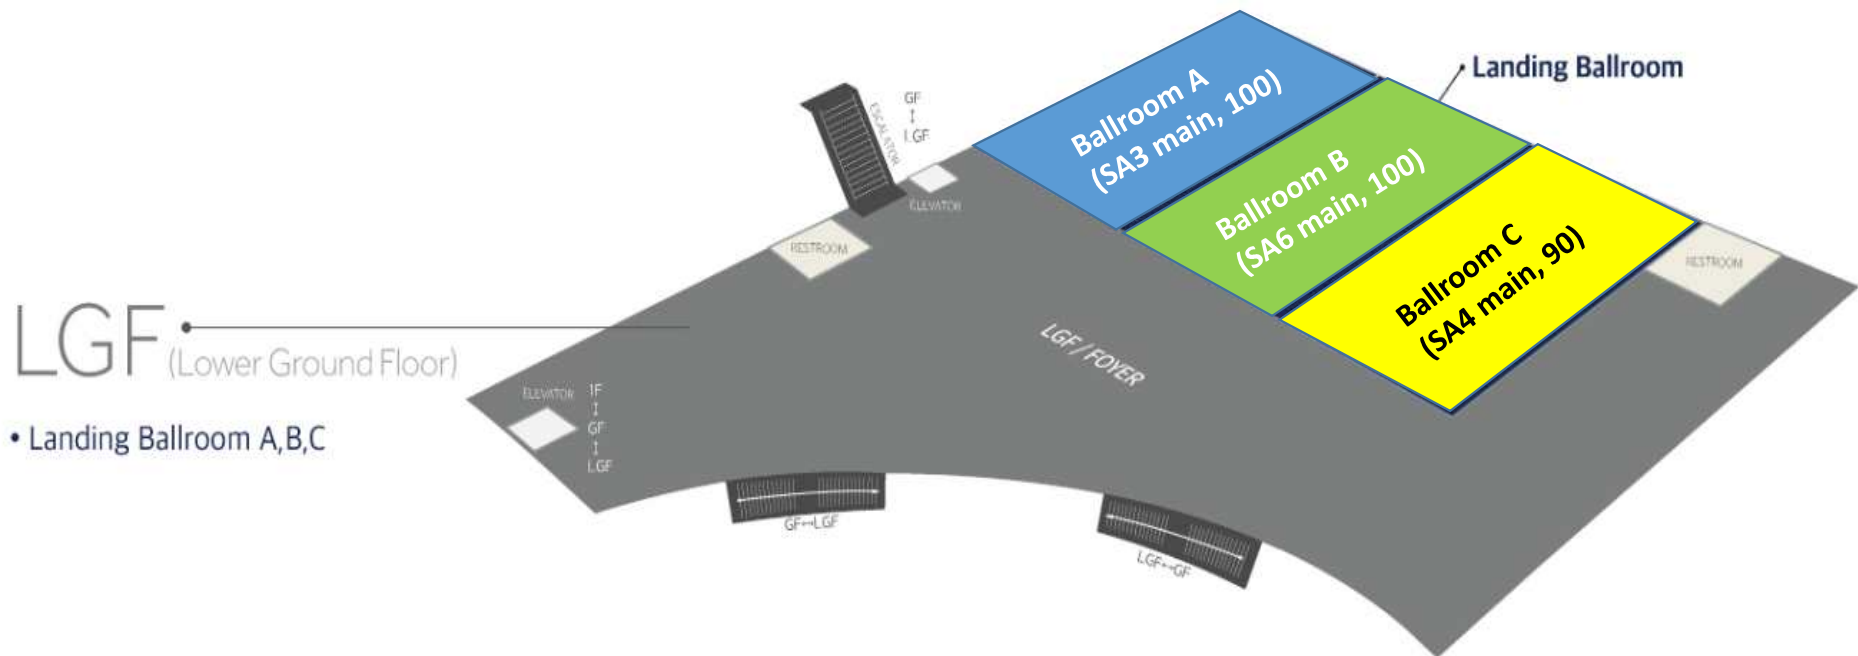 Landing Ballroom
Ballroom A
(SA3 main, 100)
Ballroom B
(SA6 main, 100)
Ballroom C
(SA4 main, 90)
ESCALATOR
GF
↕
LGF
ELEVATOR
RESTROOM
RESTROOM
LGF
(Lower Ground Floor)
• Landing Ballroom A,B,C
LGF / FOYER
ELEVATOR
1F
↕
GF
↕
LGF
GF↔LGF
LGF↔GF